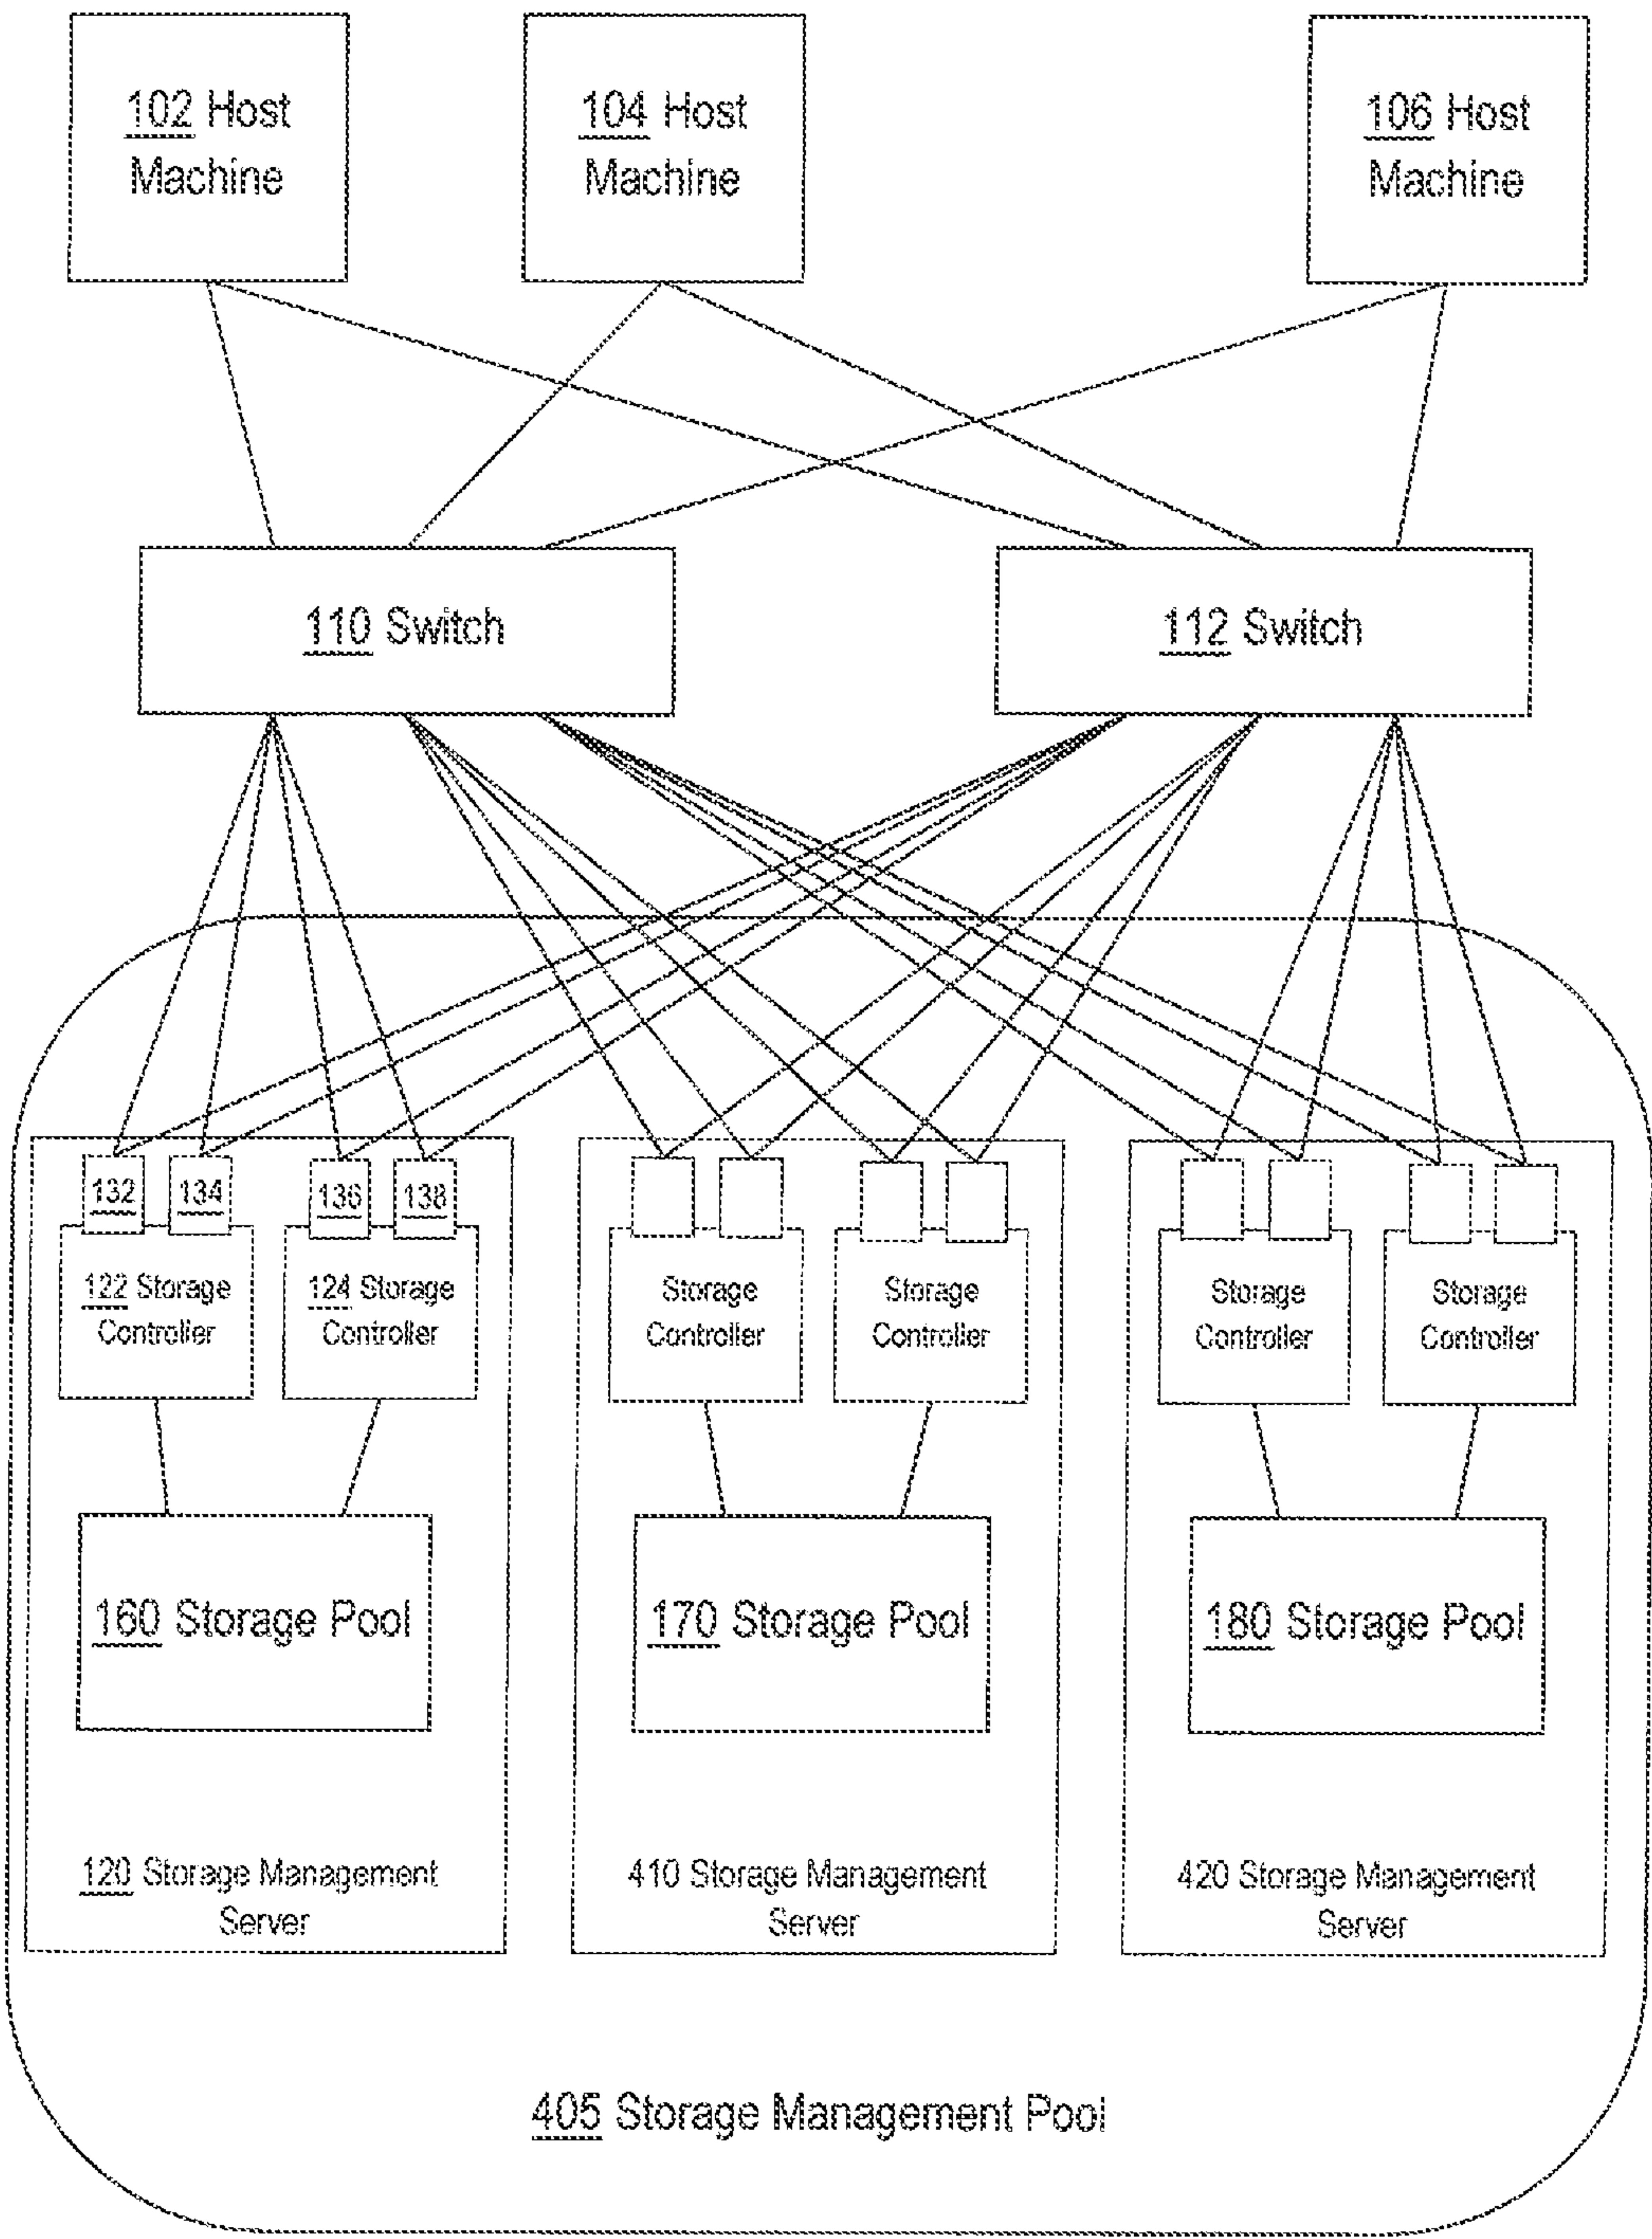 102 Host
Machine
104 Host
Machine
106 Host
Machine
110 Switch
112 Switch
132
134
136
138
122 Storage
Controller
124 Storage
Controller
Storage
Controller
Storage
Controller
Storage
Controller
Storage
Controller
160 Storage Pool
170 Storage Pool
180 Storage Pool
120 Storage Management
Server
410 Storage Management
Server
420 Storage Management
Server
405 Storage Management Pool